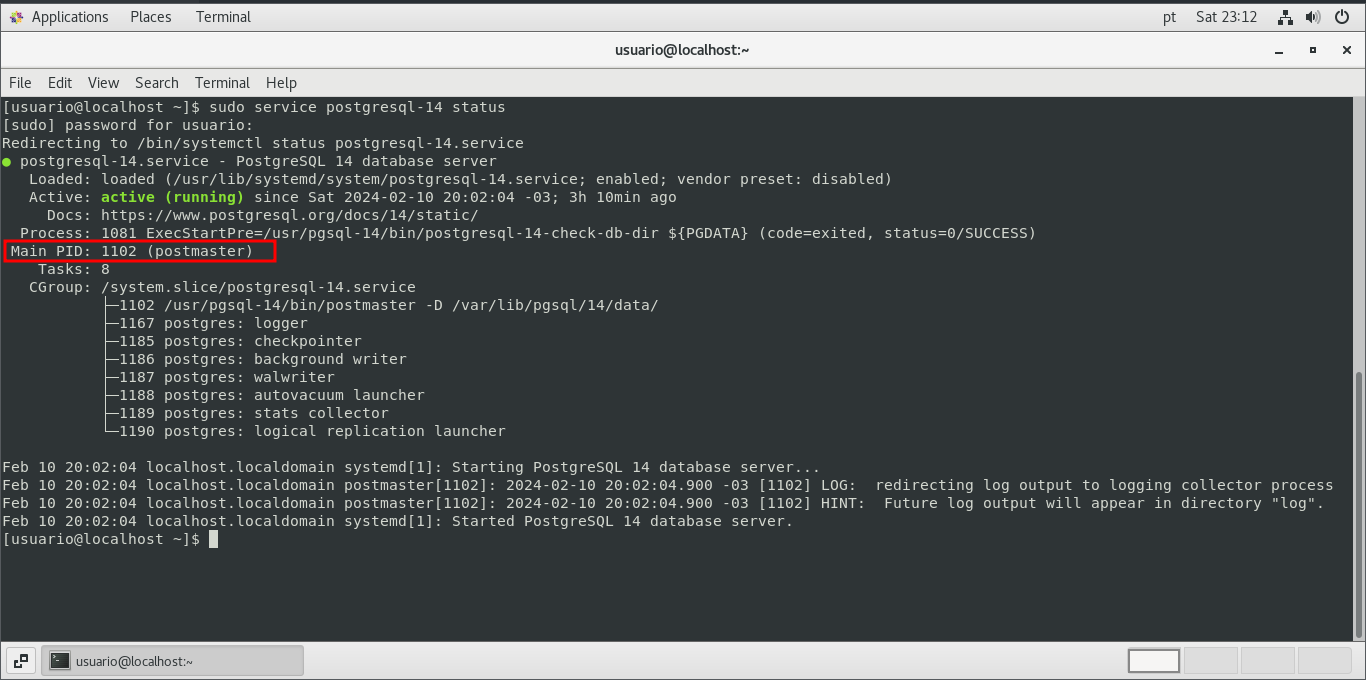 Applications Places Terminal pt Sat 23:12
usuario@localhost:~
File Edit View Search Terminal Help
[usuario@localhost ~]$ sudo service postgresql-14 status
[sudo] password for usuario:
Redirecting to /bin/systemctl status postgresql-14.service
● postgresql-14.service - PostgreSQL 14 database server
   Loaded: loaded (/usr/lib/systemd/system/postgresql-14.service; enabled; vendor preset: disabled)
   Active: active (running) since Sat 2024-02-10 20:02:04 -03; 3h 10min ago
     Docs: https://www.postgresql.org/docs/14/static/
  Process: 1081 ExecStartPre=/usr/pgsql-14/bin/postgresql-14-check-db-dir ${PGDATA} (code=exited, status=0/SUCCESS)
 Main PID: 1102 (postmaster)
    Tasks: 8
   CGroup: /system.slice/postgresql-14.service
           ├─1102 /usr/pgsql-14/bin/postmaster -D /var/lib/pgsql/14/data/
           ├─1167 postgres: logger
           ├─1185 postgres: checkpointer
           ├─1186 postgres: background writer
           ├─1187 postgres: walwriter
           ├─1188 postgres: autovacuum launcher
           ├─1189 postgres: stats collector
           └─1190 postgres: logical replication launcher
Feb 10 20:02:04 localhost.localdomain systemd[1]: Starting PostgreSQL 14 database server...
Feb 10 20:02:04 localhost.localdomain postmaster[1102]: 2024-02-10 20:02:04.900 -03 [1102] LOG:  redirecting log output to logging collector process
Feb 10 20:02:04 localhost.localdomain postmaster[1102]: 2024-02-10 20:02:04.900 -03 [1102] HINT:  Future log output will appear in directory "log".
Feb 10 20:02:04 localhost.localdomain systemd[1]: Started PostgreSQL 14 database server.
[usuario@localhost ~]$
usuario@localhost:~